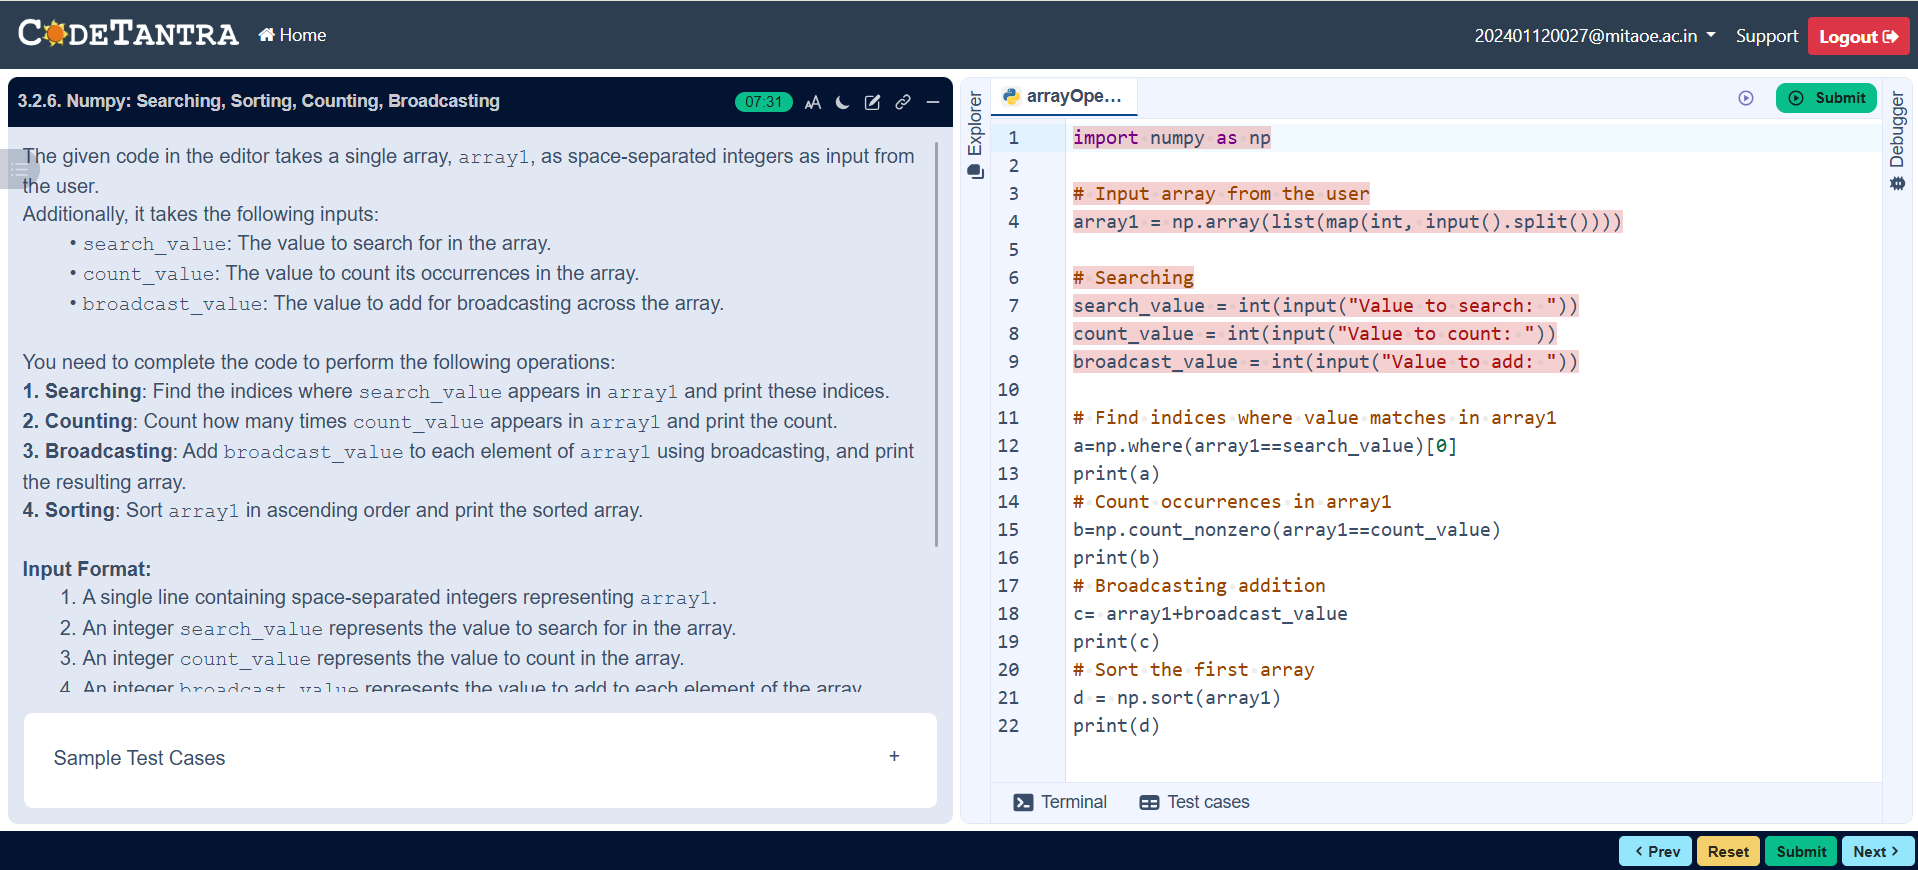 CODETANTRA
Home
202401120027@mitaoe.ac.in
Support
Logout
3.2.6. Numpy: Searching, Sorting, Counting, Broadcasting
07:31
AA
The given code in the editor takes a single array, array1, as space-separated integers as input from
the user.
Additionally, it takes the following inputs:
• search_value: The value to search for in the array.
• count_value: The value to count its occurrences in the array.
• broadcast_value: The value to add for broadcasting across the array.
You need to complete the code to perform the following operations:
1. Searching: Find the indices where search_value appears in array1 and print these indices.
2. Counting: Count how many times count_value appears in array1 and print the count.
3. Broadcasting: Add broadcast_value to each element of array1 using broadcasting, and print
the resulting array.
4. Sorting: Sort array1 in ascending order and print the sorted array.
Input Format:
1. A single line containing space-separated integers representing array1.
2. An integer search_value represents the value to search for in the array.
3. An integer count_value represents the value to count in the array.
4. An integer broadcast_value represents the value to add to each element of the array.
Sample Test Cases
+
Explorer
arrayOpe...
Submit
Debugger
1 import numpy as np
2
3 # Input array from the user
4 array1 = np.array(list(map(int, input().split())))
5
6 # Searching
7 search_value = int(input("Value to search: "))
8 count_value = int(input("Value to count: "))
9 broadcast_value = int(input("Value to add: "))
10
11 # Find indices where value matches in array1
12 a=np.where(array1==search_value)[0]
13 print(a)
14 # Count occurrences in array1
15 b=np.count_nonzero(array1==count_value)
16 print(b)
17 # Broadcasting addition
18 c= array1+broadcast_value
19 print(c)
20 # Sort the first array
21 d = np.sort(array1)
22 print(d)
Terminal
Test cases
< Prev
Reset
Submit
Next >